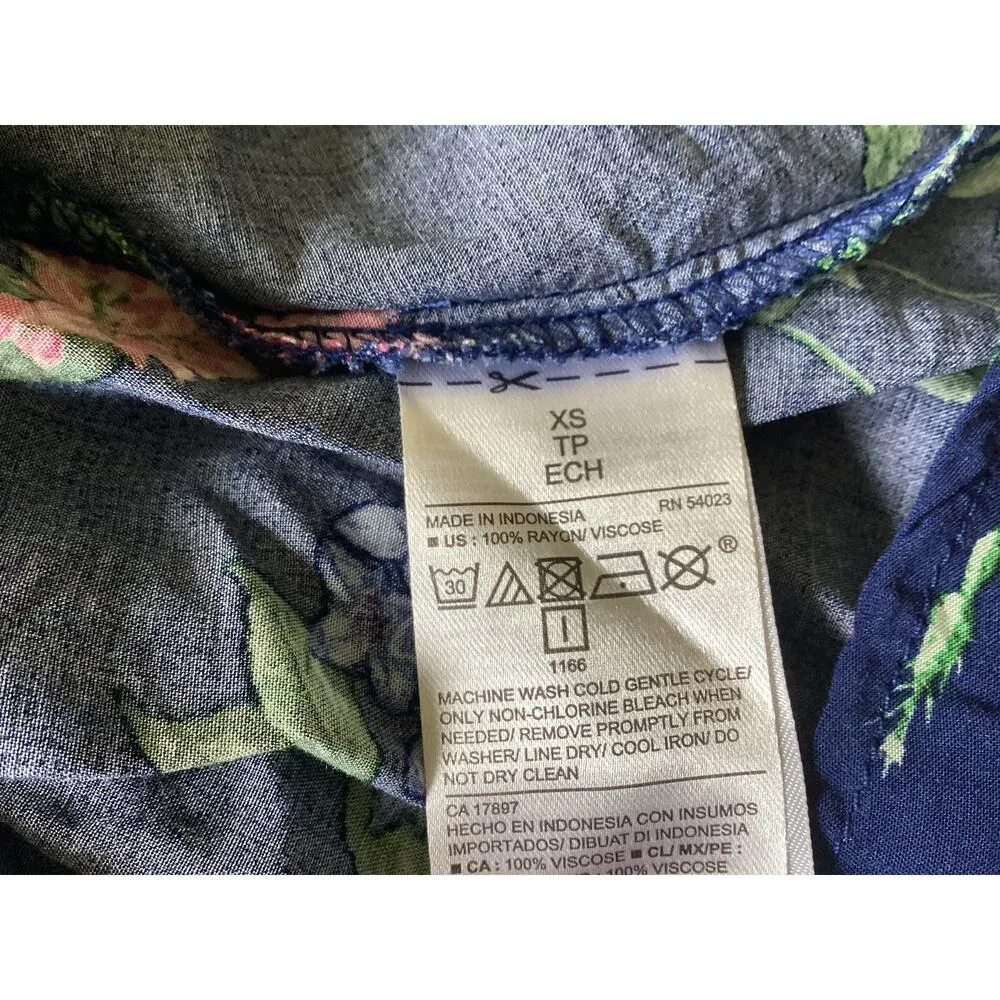 XS
TP
ECH
RN 54023
MADE IN INDONESIA
■ US : 100% RAYON/ VISCOSE
30
®
1166
MACHINE WASH COLD GENTLE CYCLE/
ONLY NON-CHLORINE BLEACH WHEN
NEEDED/ REMOVE PROMPTLY FROM
WASHER/ LINE DRY/ COOL IRON/ DO
NOT DRY CLEAN
CA 17897
HECHO EN INDONESIA CON INSUMOS
IMPORTADOS/ DIBUAT DI INDONESIA
■ CA : 100% VISCOSE ■ CL/ MX/PE :
100% VISCOSE